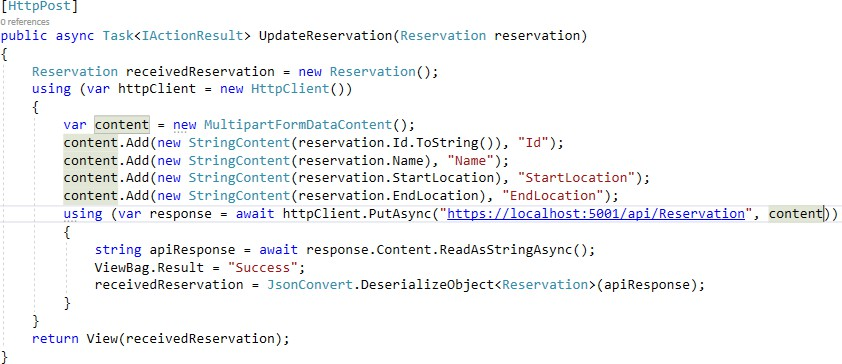 [HttpPost]
0 references
public async Task<IActionResult> UpdateReservation(Reservation reservation)
{
    Reservation receivedReservation = new Reservation();
    using (var httpClient = new HttpClient())
    {
        var content = new MultipartFormDataContent();
        content.Add(new StringContent(reservation.Id.ToString()), "Id");
        content.Add(new StringContent(reservation.Name), "Name");
        content.Add(new StringContent(reservation.StartLocation), "StartLocation");
        content.Add(new StringContent(reservation.EndLocation), "EndLocation");
        using (var response = await httpClient.PutAsync("https://localhost:5001/api/Reservation", content))
        {
            string apiResponse = await response.Content.ReadAsStringAsync();
            ViewBag.Result = "Success";
            receivedReservation = JsonConvert.DeserializeObject<Reservation>(apiResponse);
        }
    }
    return View(receivedReservation);
}